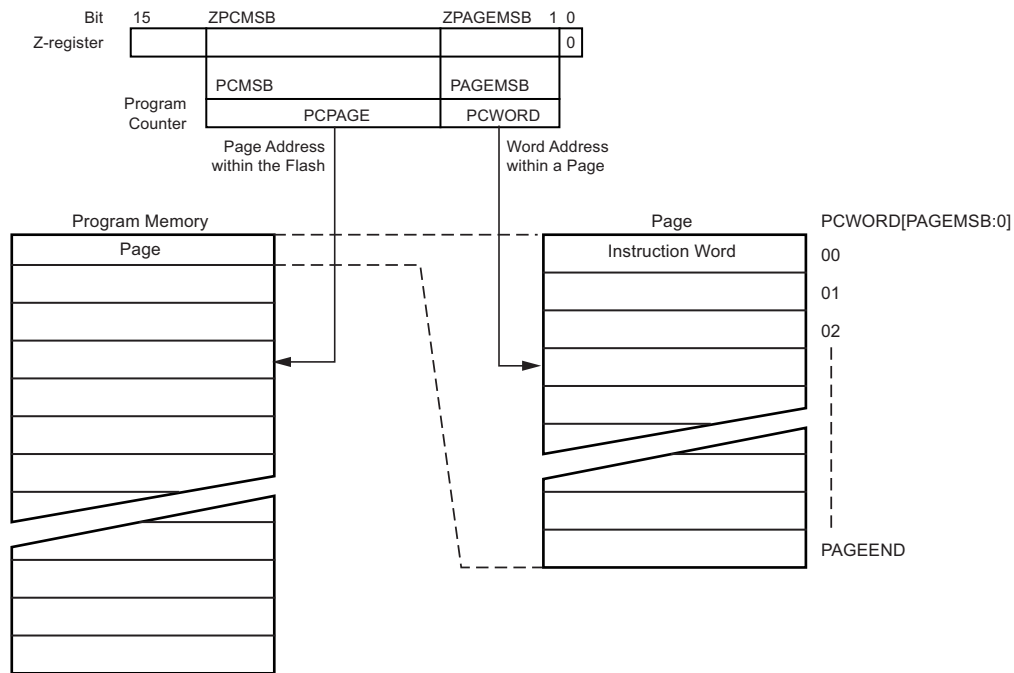 Bit 15 ZPCMSB ZPAGEMSB 1 0
Z-register 0
PCMSB PAGEMSB
Program
Counter
PCPAGE PCWORD
Page Address
within the Flash
Word Address
within a Page
Program Memory
Page
Page
Instruction Word
PCWORD[PAGEMSB:0]
00
01
02
PAGEEND